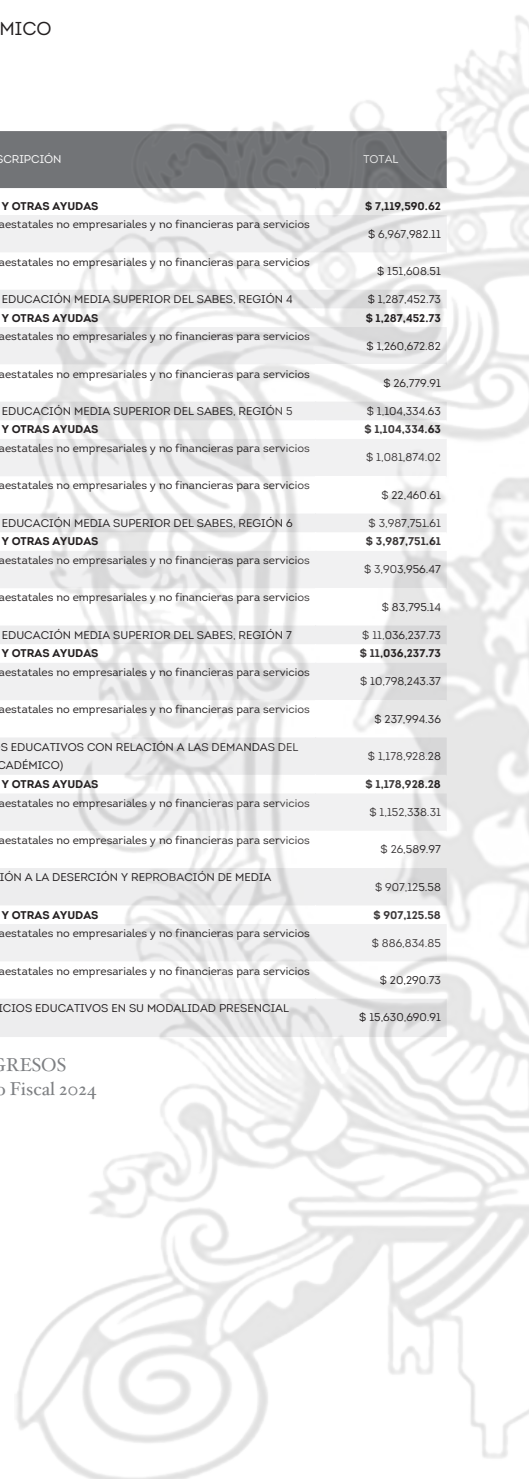 MICO
SCRIPCIÓN TOTAL
Y OTRAS AYUDAS $ 7,119,590.62
aestatales no empresariales y no financieras para servicios $ 6,967,982.11
aestatales no empresariales y no financieras para servicios $ 151,608.51
EDUCACIÓN MEDIA SUPERIOR DEL SABES, REGIÓN 4 $ 1,287,452.73
Y OTRAS AYUDAS $ 1,287,452.73
aestatales no empresariales y no financieras para servicios $ 1,260,672.82
aestatales no empresariales y no financieras para servicios $ 26,779.91
EDUCACIÓN MEDIA SUPERIOR DEL SABES, REGIÓN 5 $ 1,104,334.63
Y OTRAS AYUDAS $ 1,104,334.63
aestatales no empresariales y no financieras para servicios $ 1,081,874.02
aestatales no empresariales y no financieras para servicios $ 22,460.61
EDUCACIÓN MEDIA SUPERIOR DEL SABES, REGIÓN 6 $ 3,987,751.61
Y OTRAS AYUDAS $ 3,987,751.61
aestatales no empresariales y no financieras para servicios $ 3,903,956.47
aestatales no empresariales y no financieras para servicios $ 83,795.14
EDUCACIÓN MEDIA SUPERIOR DEL SABES, REGIÓN 7 $ 11,036,237.73
Y OTRAS AYUDAS $ 11,036,237.73
aestatales no empresariales y no financieras para servicios $ 10,798,243.37
aestatales no empresariales y no financieras para servicios $ 237,994.36
OS EDUCATIVOS CON RELACIÓN A LAS DEMANDAS DEL $ 1,178,928.28
CADÉMICO)
Y OTRAS AYUDAS $ 1,178,928.28
aestatales no empresariales y no financieras para servicios $ 1,152,338.31
aestatales no empresariales y no financieras para servicios $ 26,589.97
IÓN A LA DESERCIÓN Y REPROBACIÓN DE MEDIA $ 907,125.58
Y OTRAS AYUDAS $ 907,125.58
aestatales no empresariales y no financieras para servicios $ 886,834.85
aestatales no empresariales y no financieras para servicios $ 20,290.73
ICIOS EDUCATIVOS EN SU MODALIDAD PRESENCIAL $ 15,630,690.91
GRESOS
o Fiscal 2024